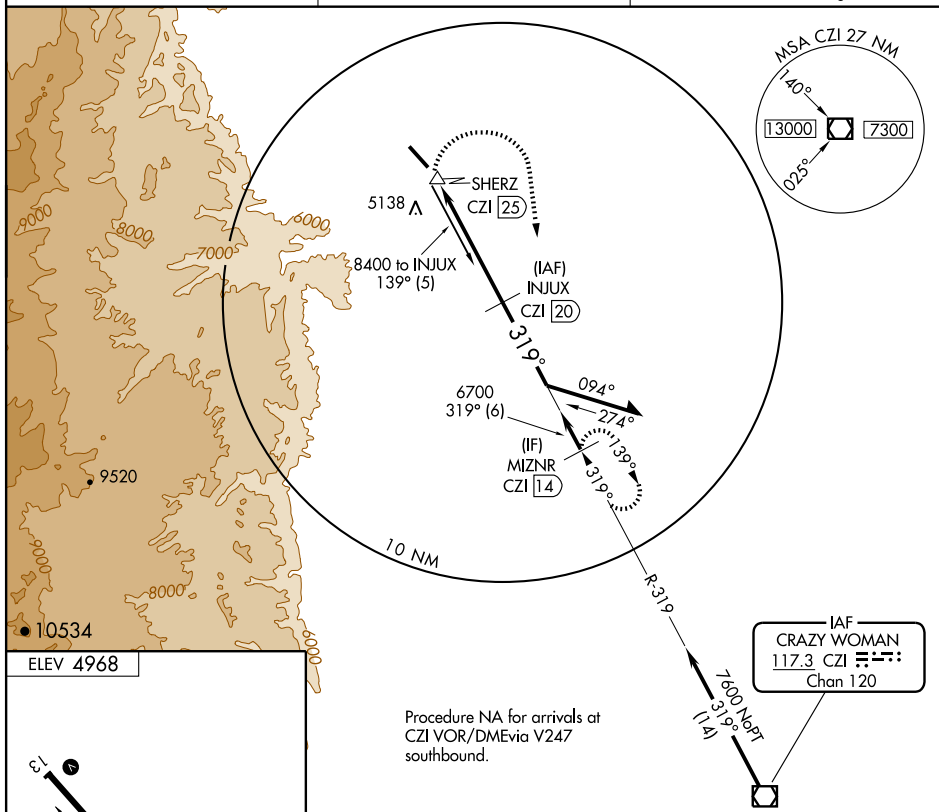 MSA CZI 27 NM
140°
13000
7300
025°
SHERZ
CZI 25
5138
9000
8000
7000
6000
8400 to INJUX
139° (5)
(IAF)
INJUX
CZI 20
319°
094°
274°
6700
319° (6)
(IF)
MIZNR
CZI 14
139°
319°
9520
10 NM
R-319
9000
8000
6000
10534
IAF
CRAZY WOMAN
117.3 CZI
Chan 120
7600 NoPT
319°
(14)
ELEV 4968
Procedure NA for arrivals at
CZI VOR/DMEvia V247
southbound.
13
V